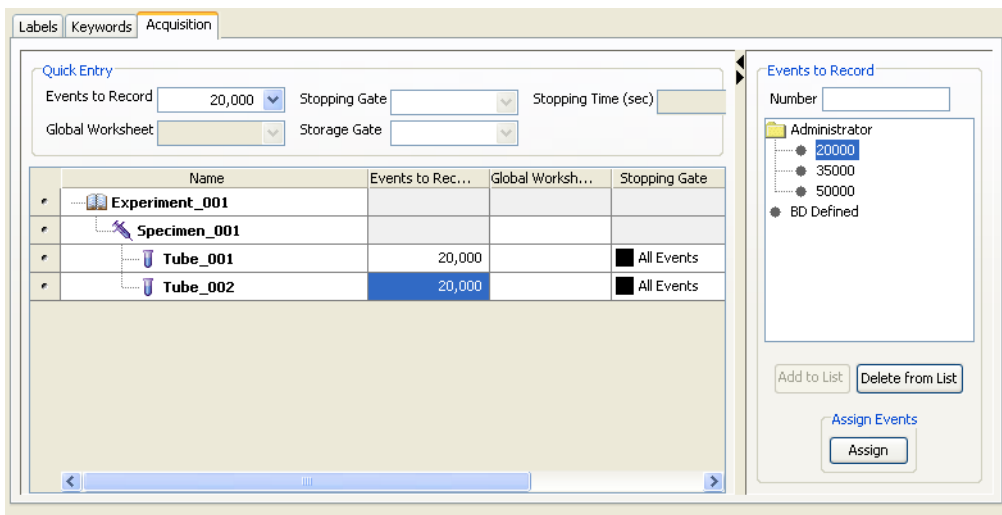 Labels Keywords Acquisition
Quick Entry
Events to Record 20,000 Stopping Gate Stopping Time (sec)
Global Worksheet Storage Gate
Name Events to Rec... Global Worksh... Stopping Gate
Experiment_001
Specimen_001
Tube_001 20,000 All Events
Tube_002 20,000 All Events
Events to Record
Number
Administrator
20000
35000
50000
BD Defined
Add to List Delete from List
Assign Events
Assign